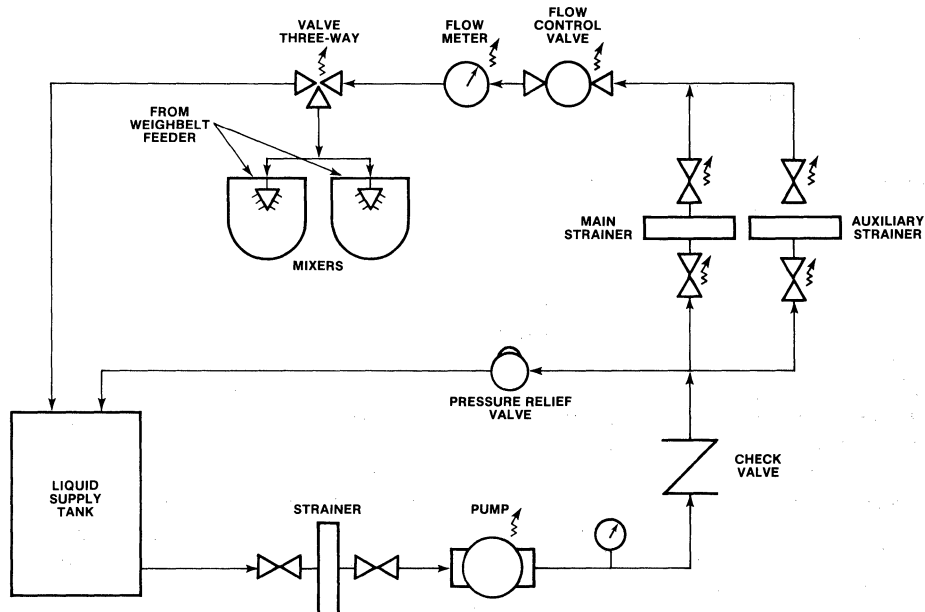 VALVE
THREE-WAY
FLOW
METER
FLOW
CONTROL
VALVE
FROM
WEIGHBELT
FEEDER
MIXERS
MAIN
STRAINER
AUXILIARY
STRAINER
PRESSURE RELIEF
VALVE
CHECK
VALVE
LIQUID
SUPPLY
TANK
STRAINER
PUMP